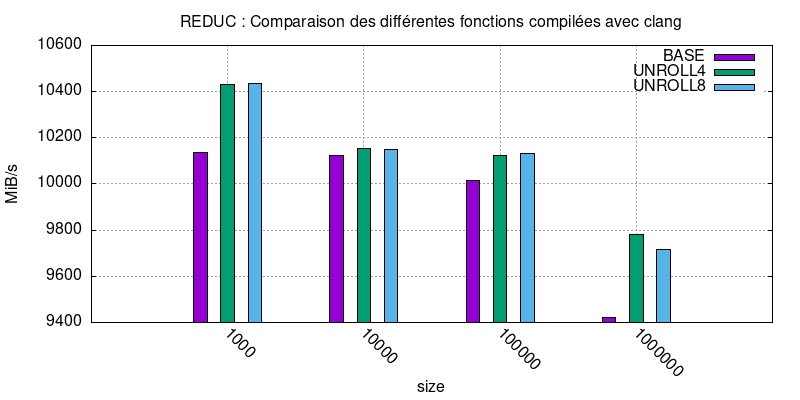 REDUC : Comparaison des différentes fonctions compilées avec clang
10600
10400
10200
10000
9800
9600
9400
MiB/s
BASE
UNROLL4
UNROLL8
1000
10000
100000
1000000
size